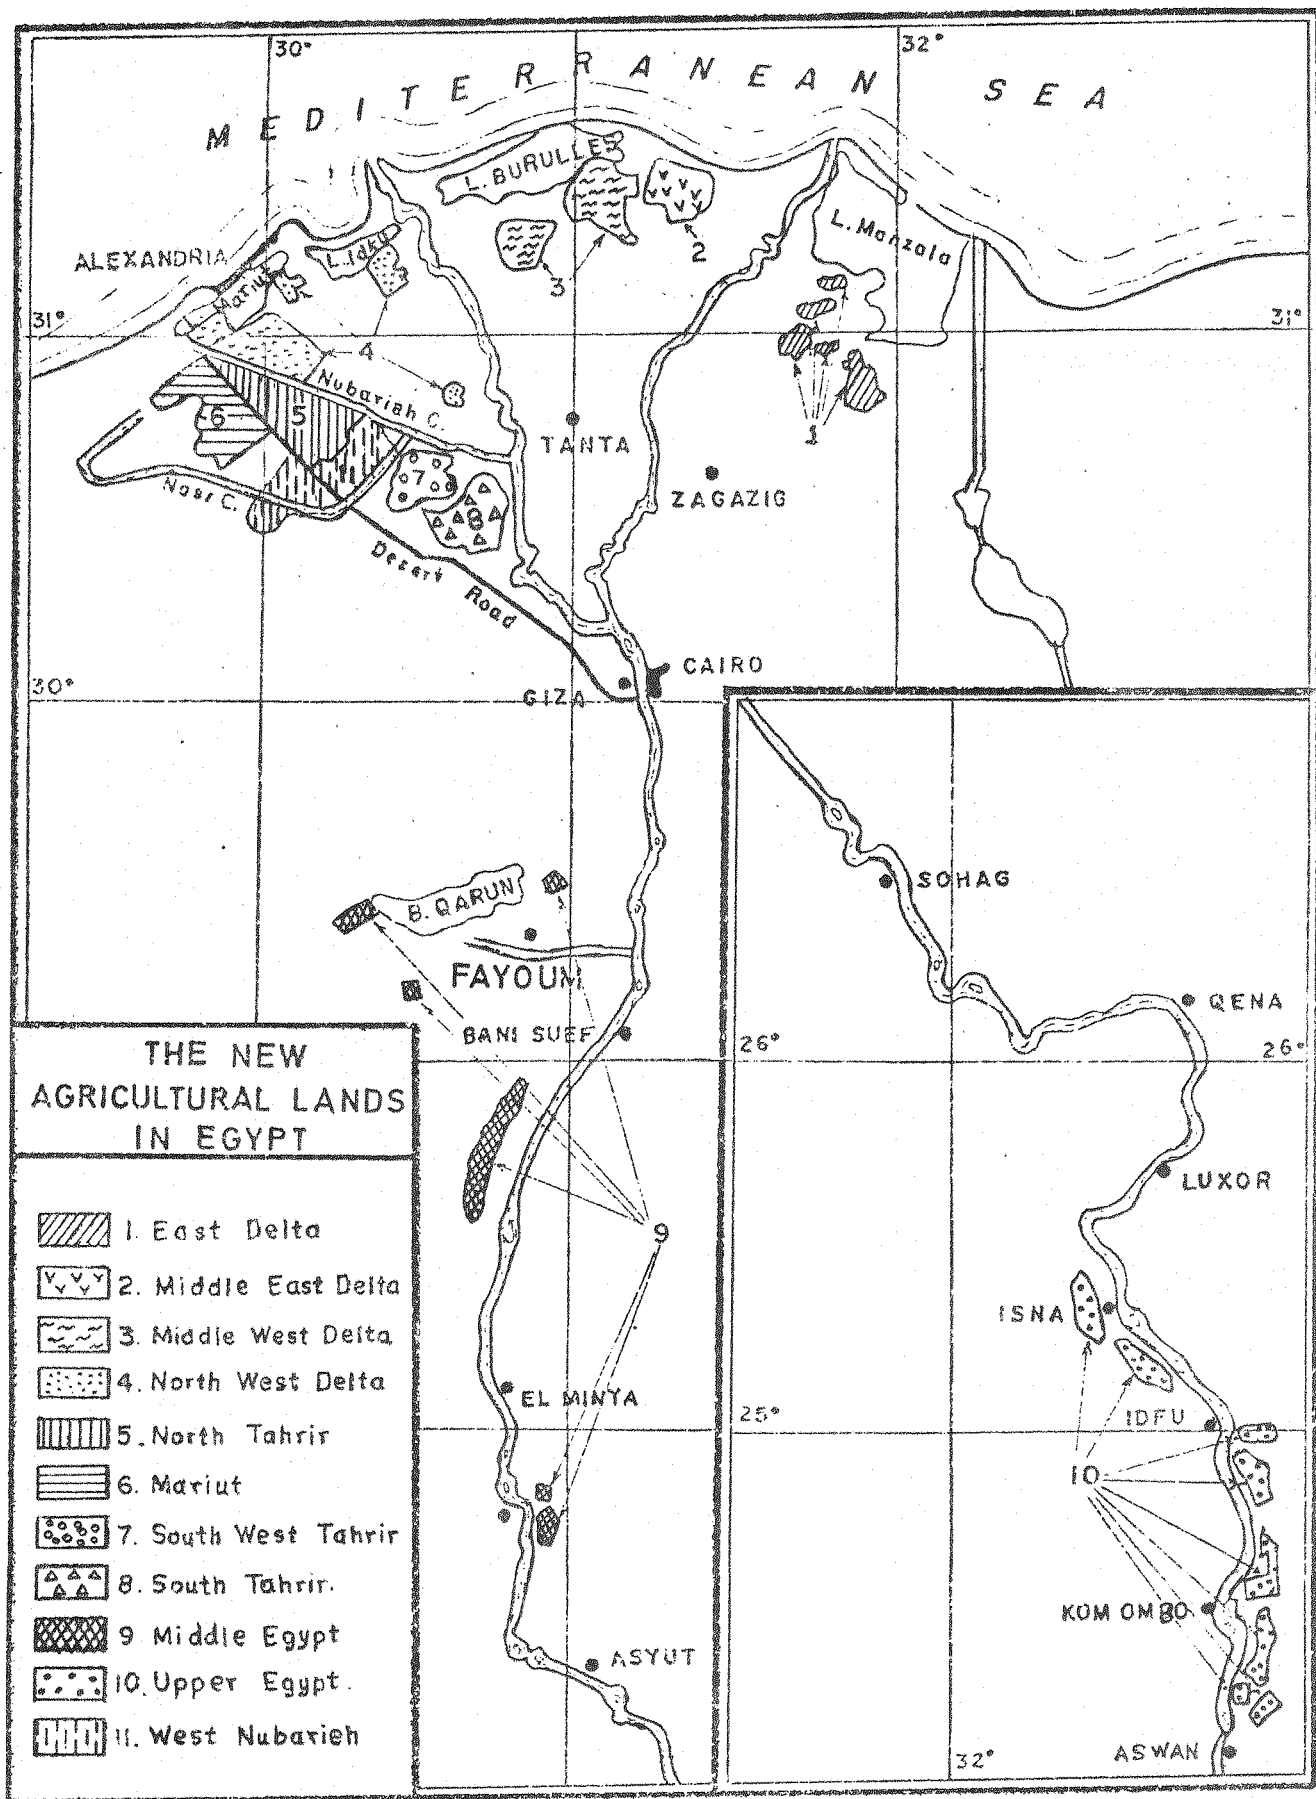 30°
32°
MEDITERRANEAN SEA
L. BURULLES
2
L. Manzala
ALEXANDRIA
L. Idku
Mariut
3
31°
31°
4
Nubarieh C.
6
5
1
TANTA
7
ZAGAZIG
Nasr C.
8
Desert Road
CAIRO
30°
GIZA
SOHAG
B. QARUN
FAYOUM
QENA
BANI SUEF
26°
26°
THE NEW
AGRICULTURAL LANDS
IN EGYPT
LUXOR
1. East Delta
9
2. Middle East Delta
ISNA
3. Middle West Delta
4. North West Delta
EL MINYA
25°
IDFU
5. North Tahrir
10
6. Mariut
7. South West Tahrir
8. South Tahrir.
KOM OMBO
9 Middle Egypt
ASYUT
10. Upper Egypt.
11. West Nubarieh
32°
ASWAN